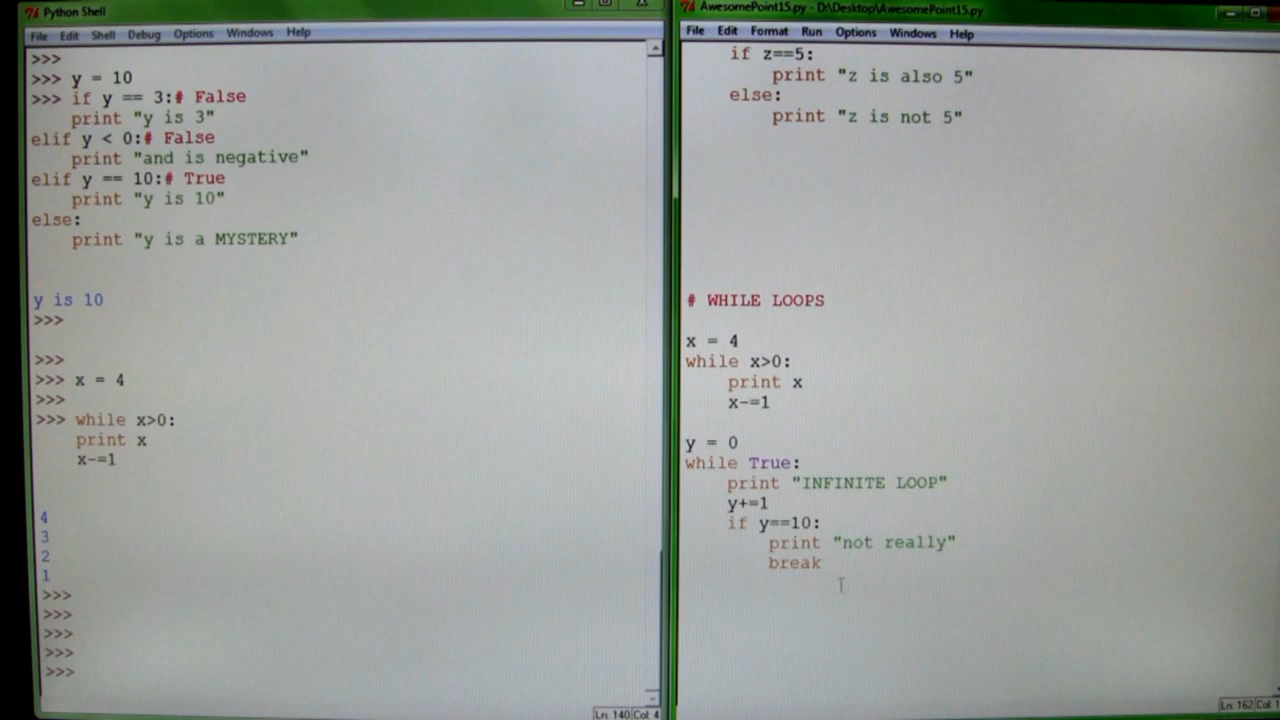 Python Shell
File Edit Shell Debug Options Windows Help
>>>
>>> y = 10
>>> if y == 3:# False
print "y is 3"
elif y < 0:# False
print "and is negative"
elif y == 10:# True
print "y is 10"
else:
print "y is a MYSTERY"
y is 10
>>>
>>>
>>> x = 4
>>>
>>> while x>0:
print x
x-=1
4
3
2
1
>>>
>>>
>>>
>>>
>>>
Ln: 140 Col: 4
AwesomePoint15.py - D:\Desktop\AwesomePoint15.py
File Edit Format Run Options Windows Help
if z==5:
print "z is also 5"
else:
print "z is not 5"
# WHILE LOOPS
x = 4
while x>0:
print x
x-=1
y = 0
while True:
print "INFINITE LOOP"
y+=1
if y==10:
print "not really"
break
Ln: 162 Col: